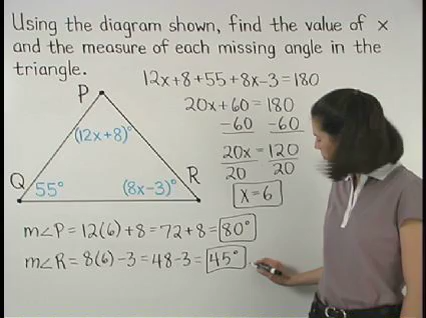 Using the diagram shown, find the value of x
and the measure of each missing angle in the
triangle.
P
12x+8+55+8x-3=180
20x+60=180
-60 -60
(12x+8)°
20x=120
20 20
Q
55°
(8x-3)°
R
x=6
m∠P=12(6)+8=72+8=80°
m∠R=8(6)-3=48-3=45°